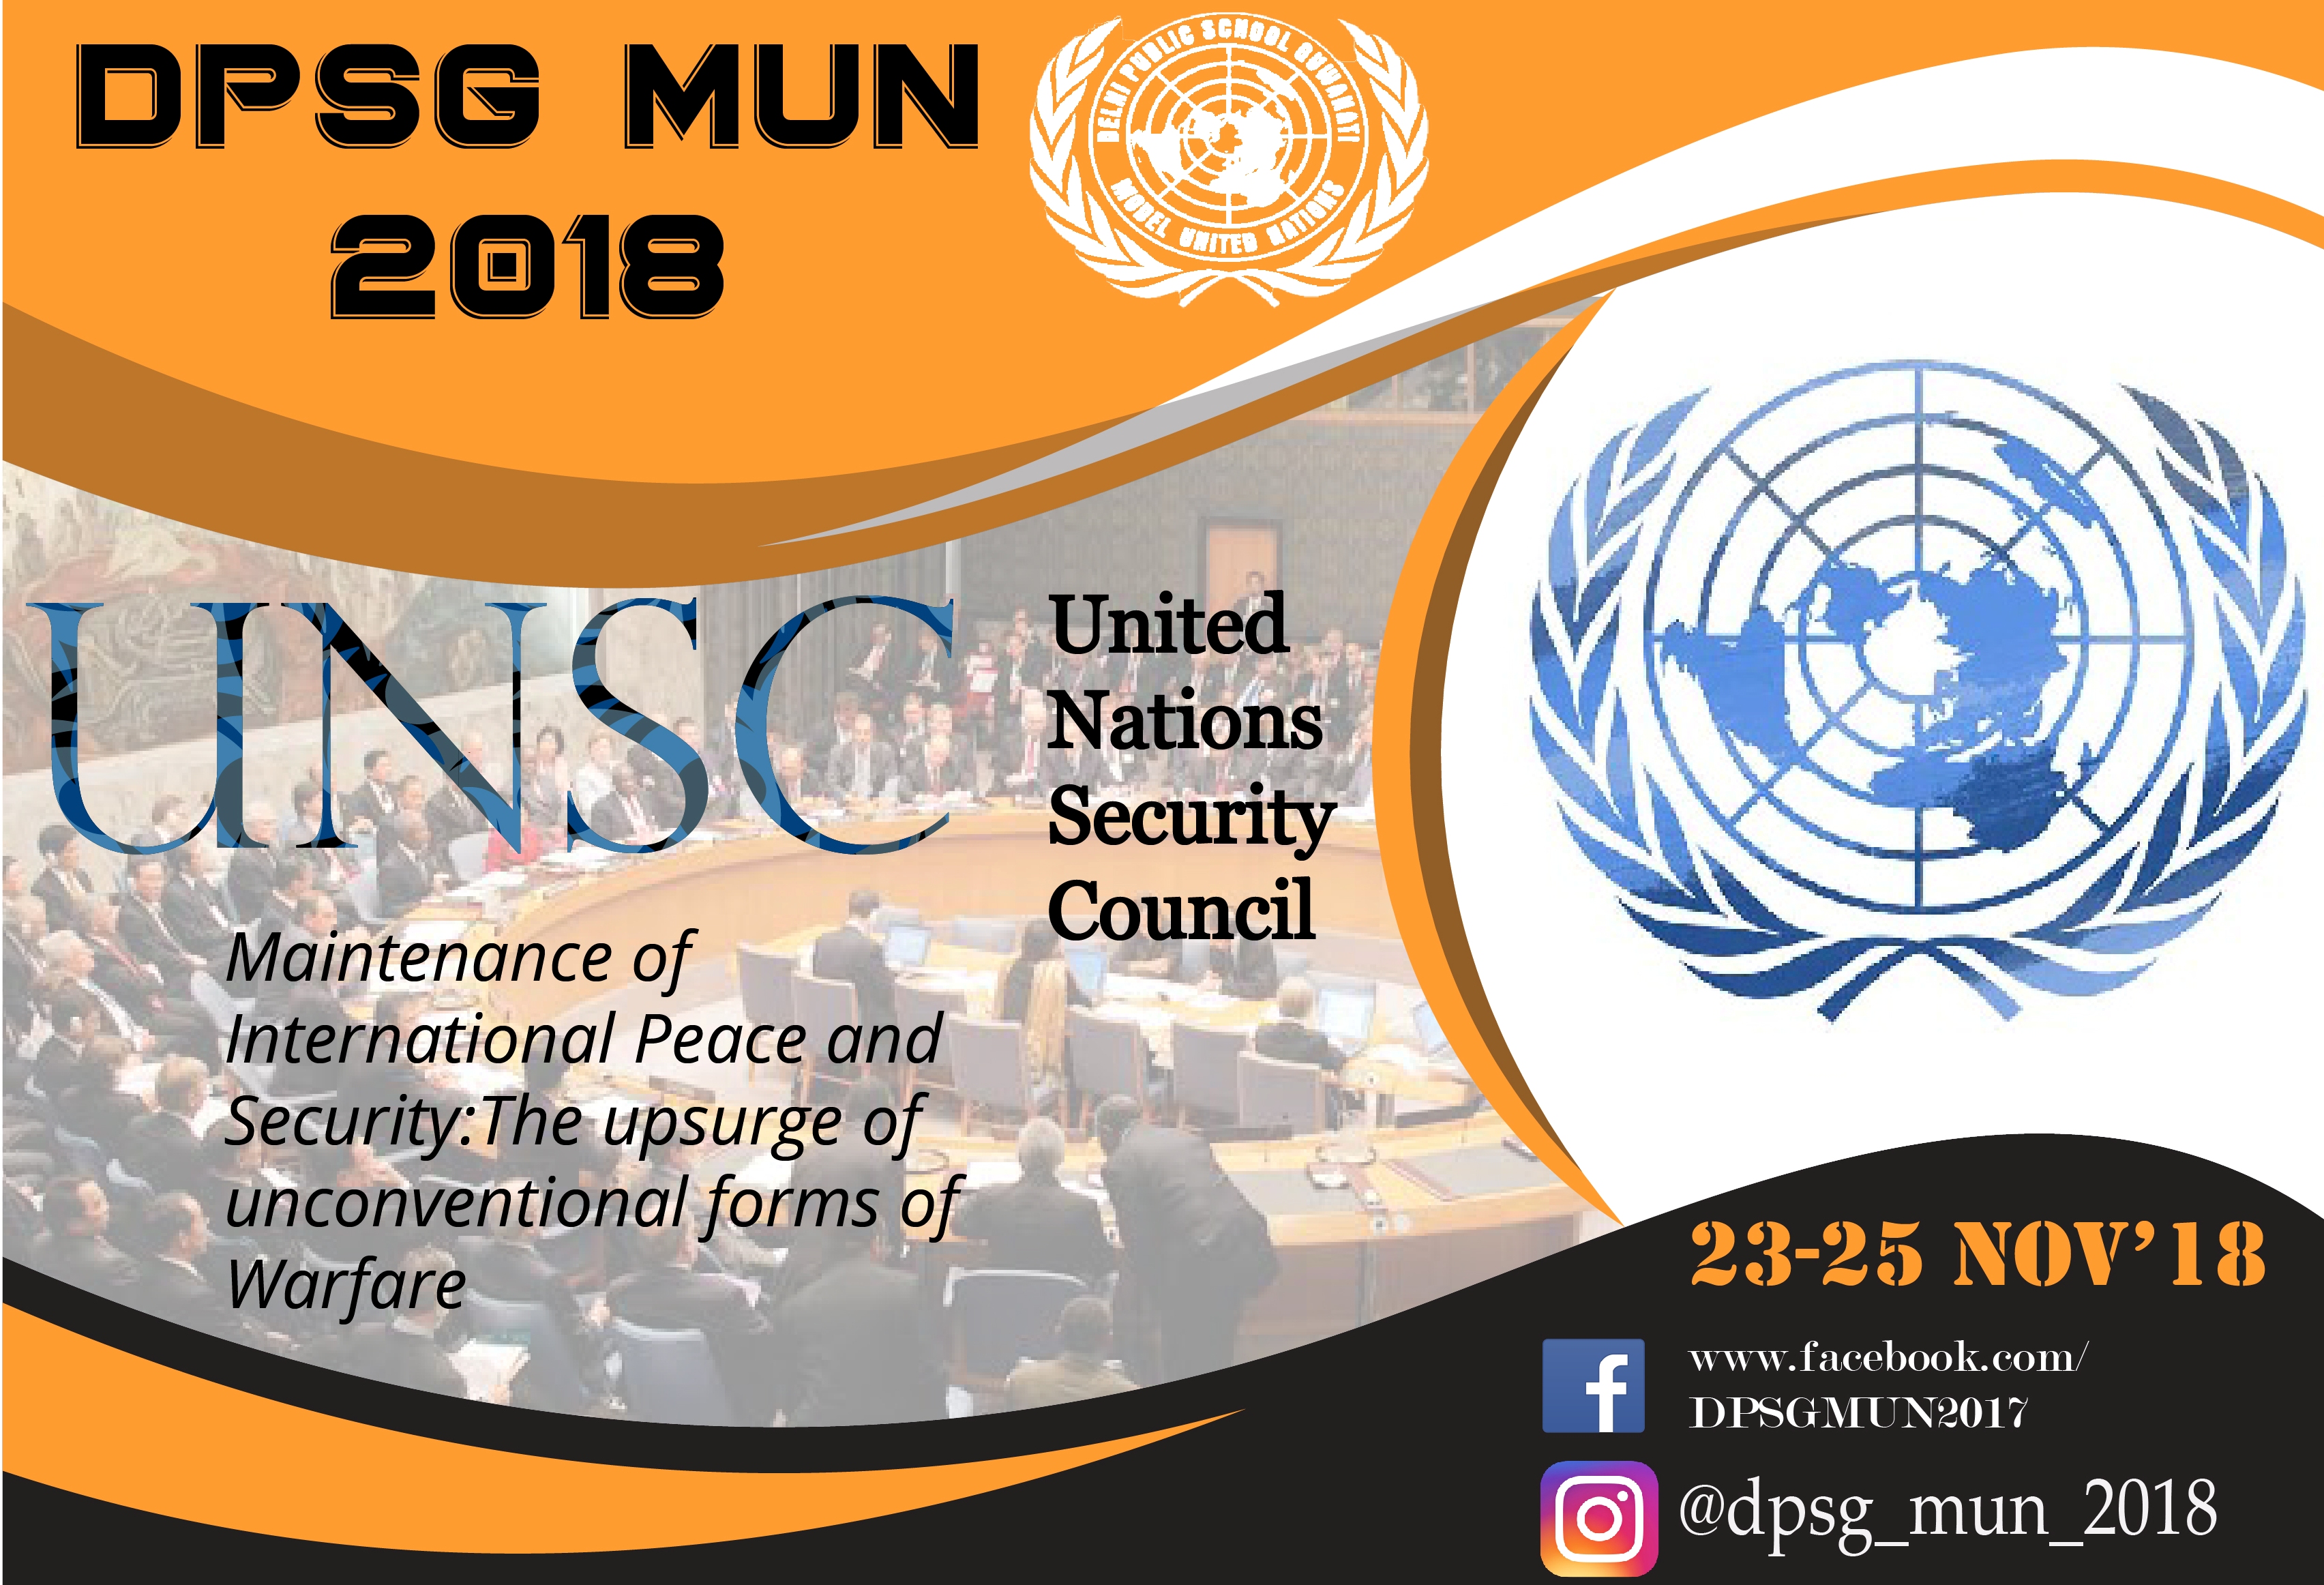 DPSG MUN
2018
DELHI PUBLIC SCHOOL GUWAHATI
MODEL UNITED NATIONS
UNSC
United
Nations
Security
Council
Maintenance of
International Peace and
Security:The upsurge of
unconventional forms of
Warfare
23-25 NOV’18
www.facebook.com/
DPSGMUN2017
@dpsg_mun_2018